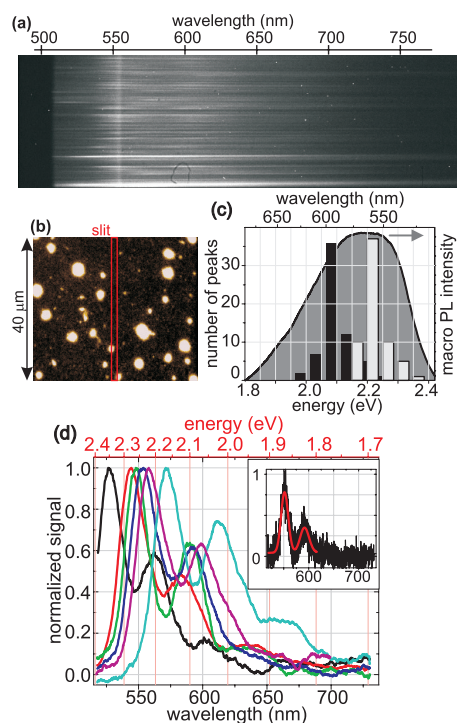 wavelength (nm)
(a)
500 550 600 650 700 750
(b)
slit
40 μm
(c)
wavelength (nm)
650 600 550
number of peaks
30
20
10
0
macro PL intensity
1.8 2.0 2.2 2.4
energy (eV)
(d)
energy (eV)
2.4 2.3 2.2 2.1 2.0 1.9 1.8 1.7
normalized signal
1.0
0.8
0.6
0.4
0.2
0.0
1
0
600 700
550 600 650 700
wavelength (nm)